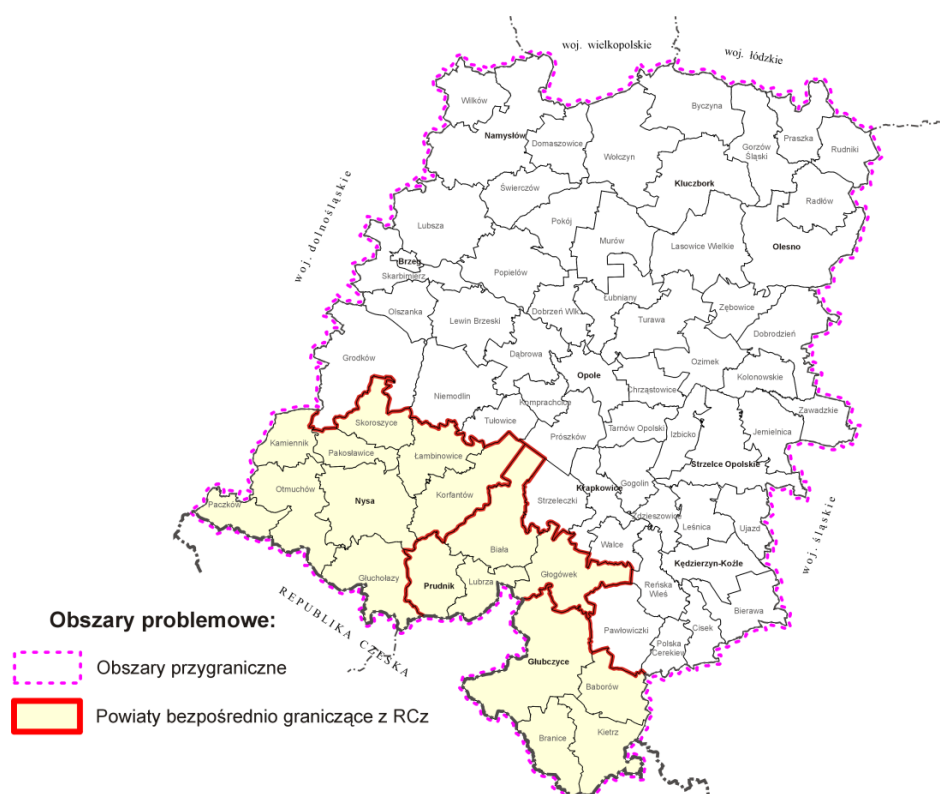 woj. wielkopolskie
woj. łódzkie
Wilków
Byczyna
Namysłów
Domaszowice
Wołczyn
Gorzów
Śląski
Praszka
Rudniki
Kluczbork
Świerczów
Radłów
woj. dolnośląskie
Lubsza
Pokój
Murów
Lasowice Wielkie
Olesno
Brzeg
Skarbimierz
Popielów
Olszanka
Lewin Brzeski
Dobrzeń Wlk.
Łubniany
Turawa
Zębowice
Dobrodzień
Grodków
Dąbrowa
Opole
Ozimek
Kolonowskie
Niemodlin
Komprachcice
Chrząstowice
Zawadzkie
Skoroszyce
Tułowice
Prószków
Tarnów Opolski
Izbicko
Jemielnica
Kamiennik
Pakosławice
Łambinowice
Strzelce Opolskie
Otmuchów
Nysa
Korfantów
Strzeleczki
Krapkowice
Gogolin
Paczków
Zdzieszowice
Leśnica
Ujazd
woj. śląskie
Biała
Walce
Głuchołazy
Prudnik
Lubrza
Głogówek
Kędzierzyn-Koźle
Reńska
Wieś
REPUBLIKA CZESKA
Bierawa
Pawłowiczki
Cisek
Polska
Cerekiew
Obszary problemowe:
Głubczyce
Obszary przygraniczne
Baborów
Powiaty bezpośrednio graniczące z RCz
Branice
Kietrz